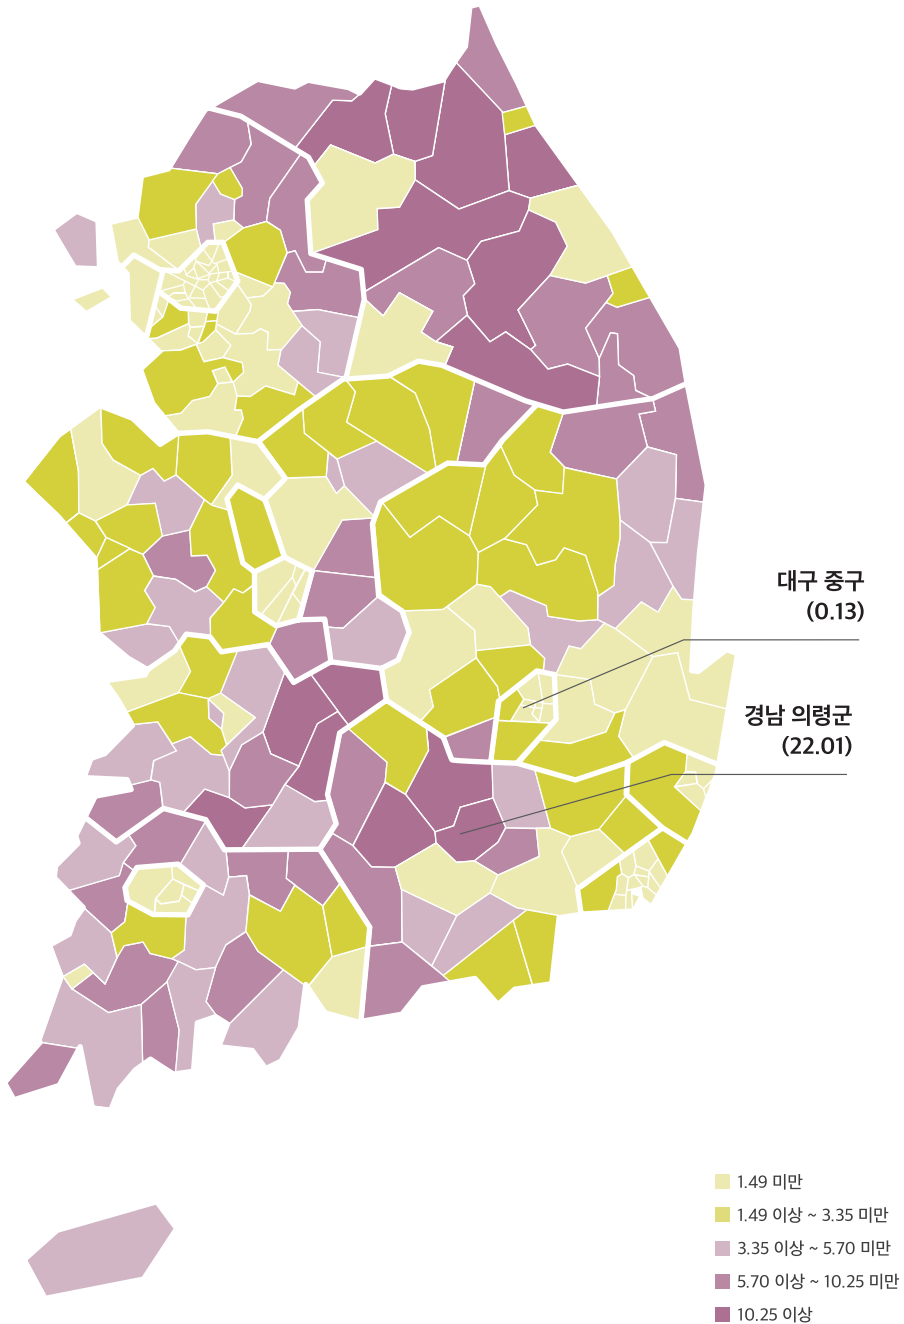 대구 중구
(0.13)
경남 의령군
(22.01)
1.49 미만
1.49 이상 ~ 3.35 미만
3.35 이상 ~ 5.70 미만
5.70 이상 ~ 10.25 미만
10.25 이상